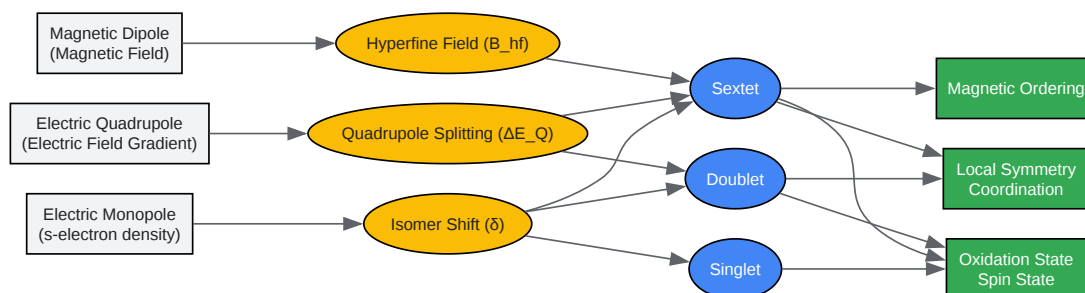 Magnetic Dipole
(Magnetic Field)
Hyperfine Field (B_hf)
Sextet
Magnetic Ordering
Electric Quadrupole
(Electric Field Gradient)
Quadrupole Splitting (ΔE_Q)
Doublet
Local Symmetry
Coordination
Electric Monopole
(s-electron density)
Isomer Shift (δ)
Singlet
Oxidation State
Spin State